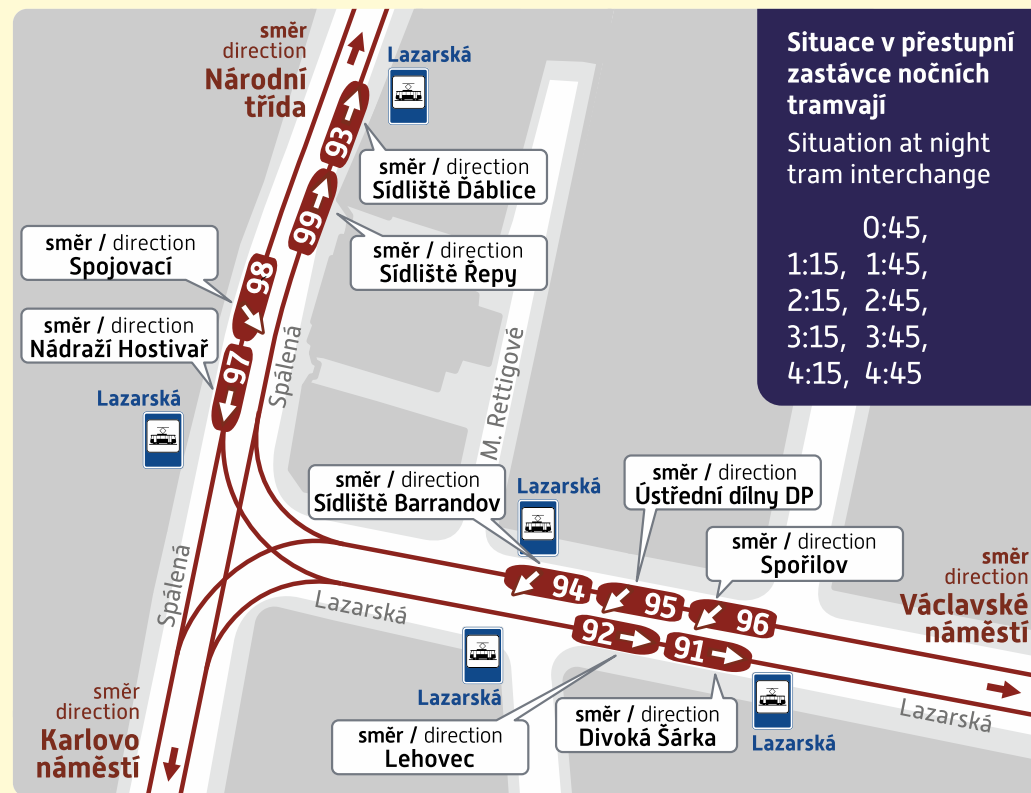 směr
direction
Národní
třída
Lazarská
93
směr / direction
Sídliště Ďáblice
99
směr / direction
Sídliště Řepy
směr / direction
Spojovací
98
směr / direction
Nádraží Hostivař
97
Lazarská
Spálená
M. Rettigové
Situace v přestupní
zastávce nočních
tramvají
Situation at night
tram interchange
0:45,
1:15, 1:45,
2:15, 2:45,
3:15, 3:45,
4:15, 4:45
směr / direction
Sídliště Barrandov
Lazarská
směr / direction
Ústřední dílny DP
směr / direction
Spořilov
směr
direction
Václavské
náměstí
94
95
96
92
91
Spálená
Lazarská
Lazarská
směr / direction
Lehovec
směr / direction
Divoká Šárka
Lazarská
Lazarská
směr
direction
Karlovo
náměstí